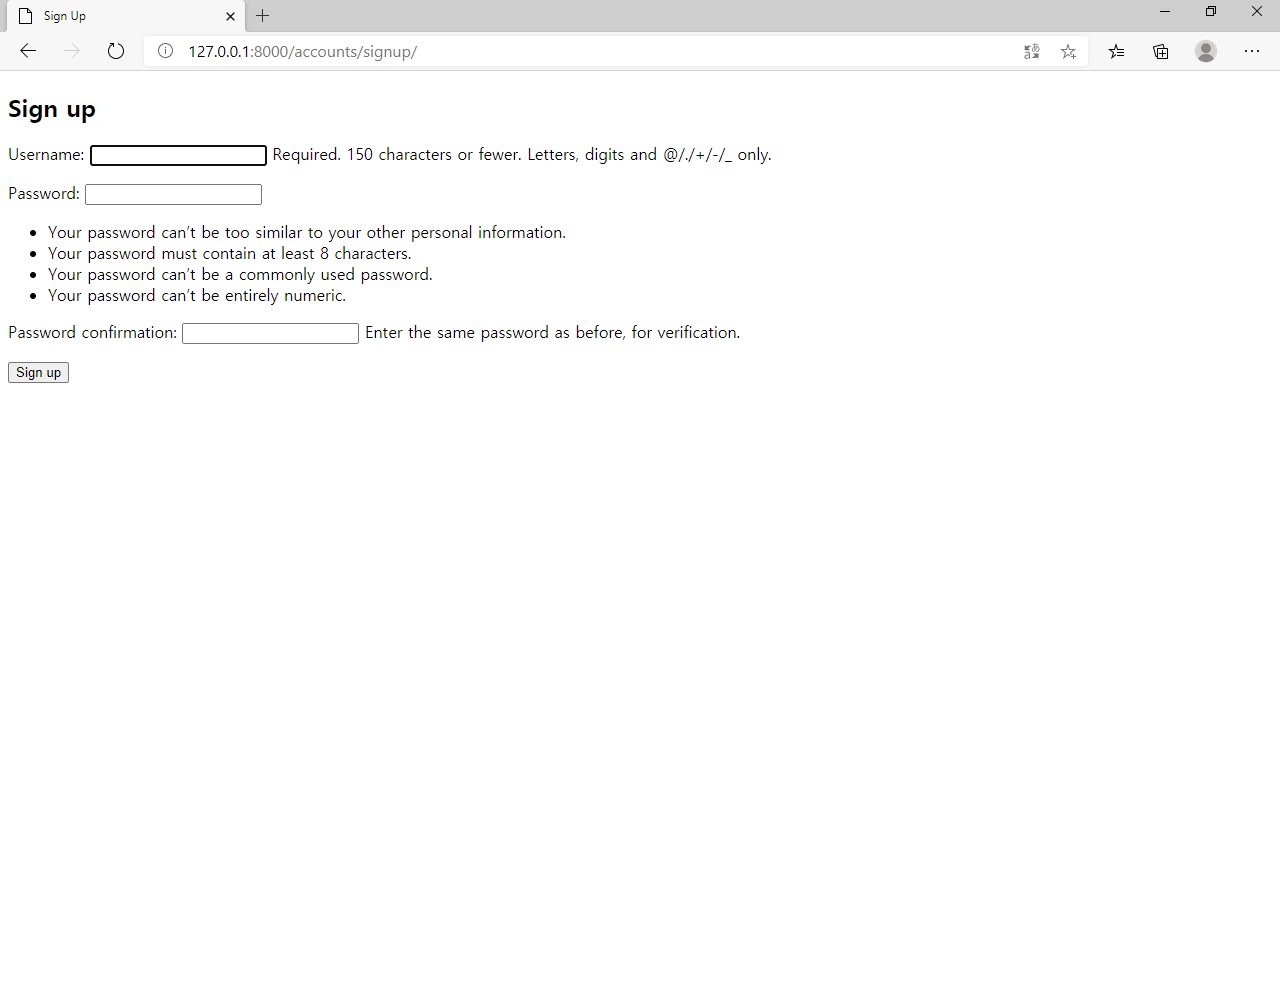 Sign Up
127.0.0.1:8000/accounts/signup/
Sign up
Username: Required. 150 characters or fewer. Letters, digits and @/./+/-/_ only.
Password:
• Your password can't be too similar to your other personal information.
• Your password must contain at least 8 characters.
• Your password can't be a commonly used password.
• Your password can't be entirely numeric.
Password confirmation: Enter the same password as before, for verification.
Sign up